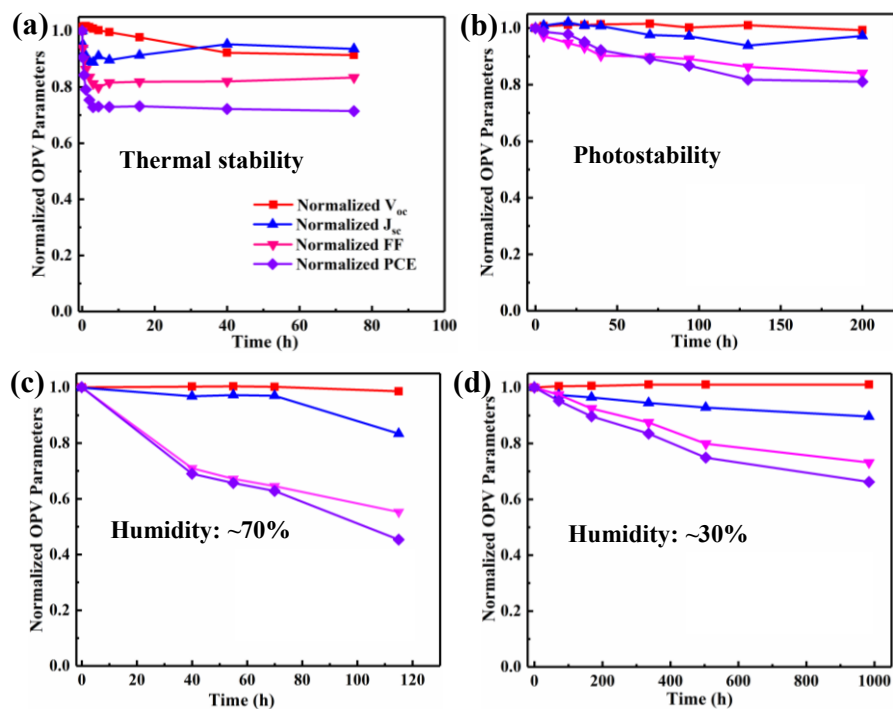 (a)
Normalized OPV Parameters
1.0
0.8
0.6
0.4
0.2
0.0
Thermal stability
Normalized Voc
Normalized Jsc
Normalized FF
Normalized PCE
0 20 40 60 80 100
Time (h)
(b)
Normalized OPV Parameters
1.0
0.8
0.6
0.4
0.2
0.0
Photostability
0 50 100 150 200
Time (h)
(c)
Normalized OPV Parameters
1.0
0.8
0.6
0.4
0.2
0.0
Humidity: ~70%
0 20 40 60 80 100 120
Time (h)
(d)
Normalized OPV Parameters
1.0
0.8
0.6
0.4
0.2
0.0
Humidity: ~30%
0 200 400 600 800 1000
Time (h)